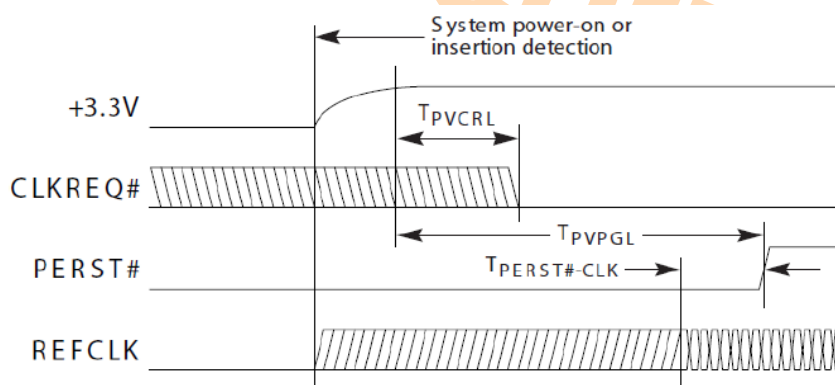 System power-on or
insertion detection
+3.3V
TPVCRL
CLKREQ#
TPVPGL
PERST#
TPERST#-CLK
REFCLK